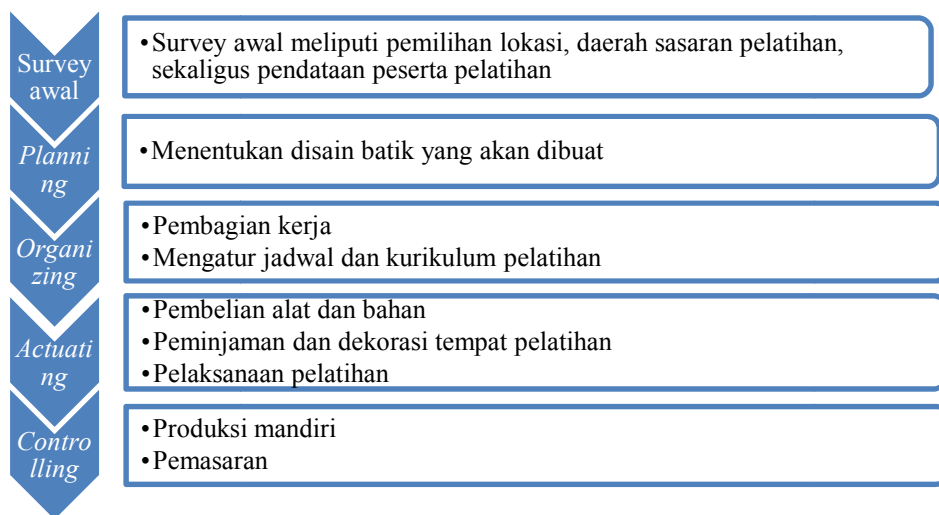 Survey
awal
•Survey awal meliputi pemilihan lokasi, daerah sasaran pelatihan,
sekaligus pendataan peserta pelatihan
Planni
ng
•Menentukan disain batik yang akan dibuat
Organi
zing
•Pembagian kerja
•Mengatur jadwal dan kurikulum pelatihan
Actuati
ng
•Pembelian alat dan bahan
•Peminjaman dan dekorasi tempat pelatihan
•Pelaksanaan pelatihan
Contro
lling
•Produksi mandiri
•Pemasaran